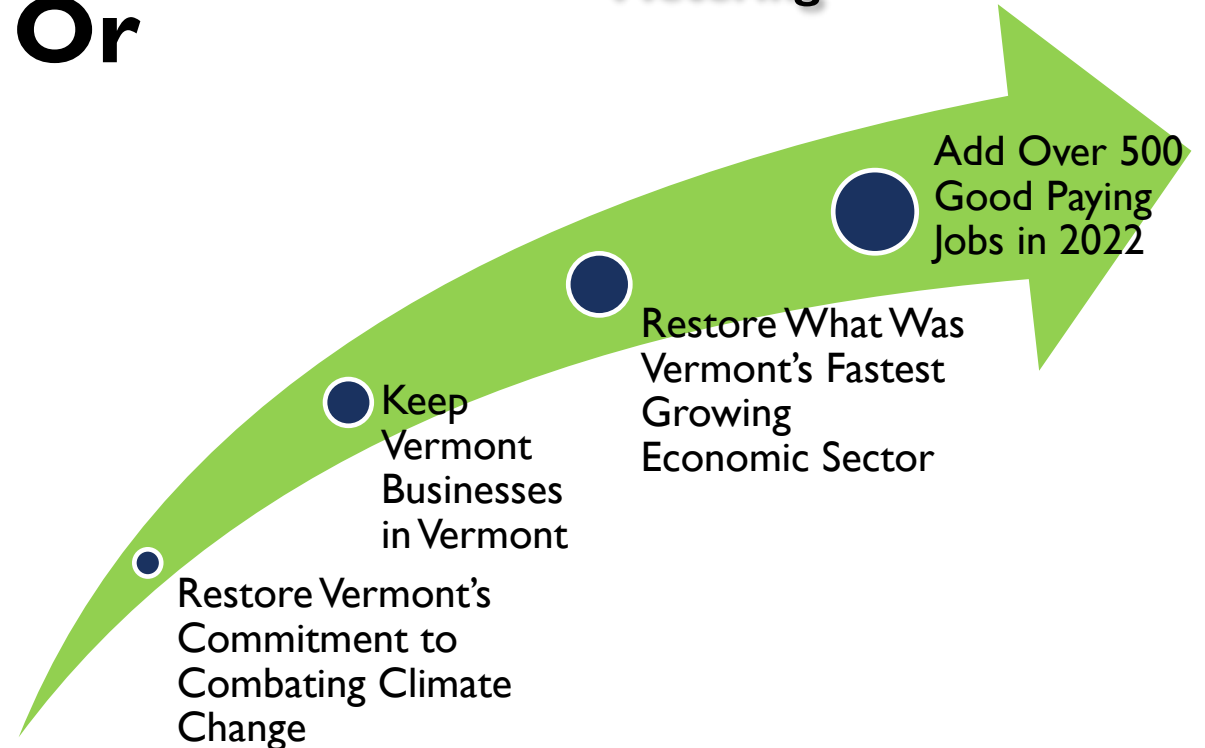 Or
Add Over 500
Good Paying
Jobs in 2022
Restore What Was
Vermont’s Fastest
Growing
Economic Sector
Keep
Vermont
Businesses
in Vermont
Restore Vermont’s
Commitment to
Combating Climate
Change